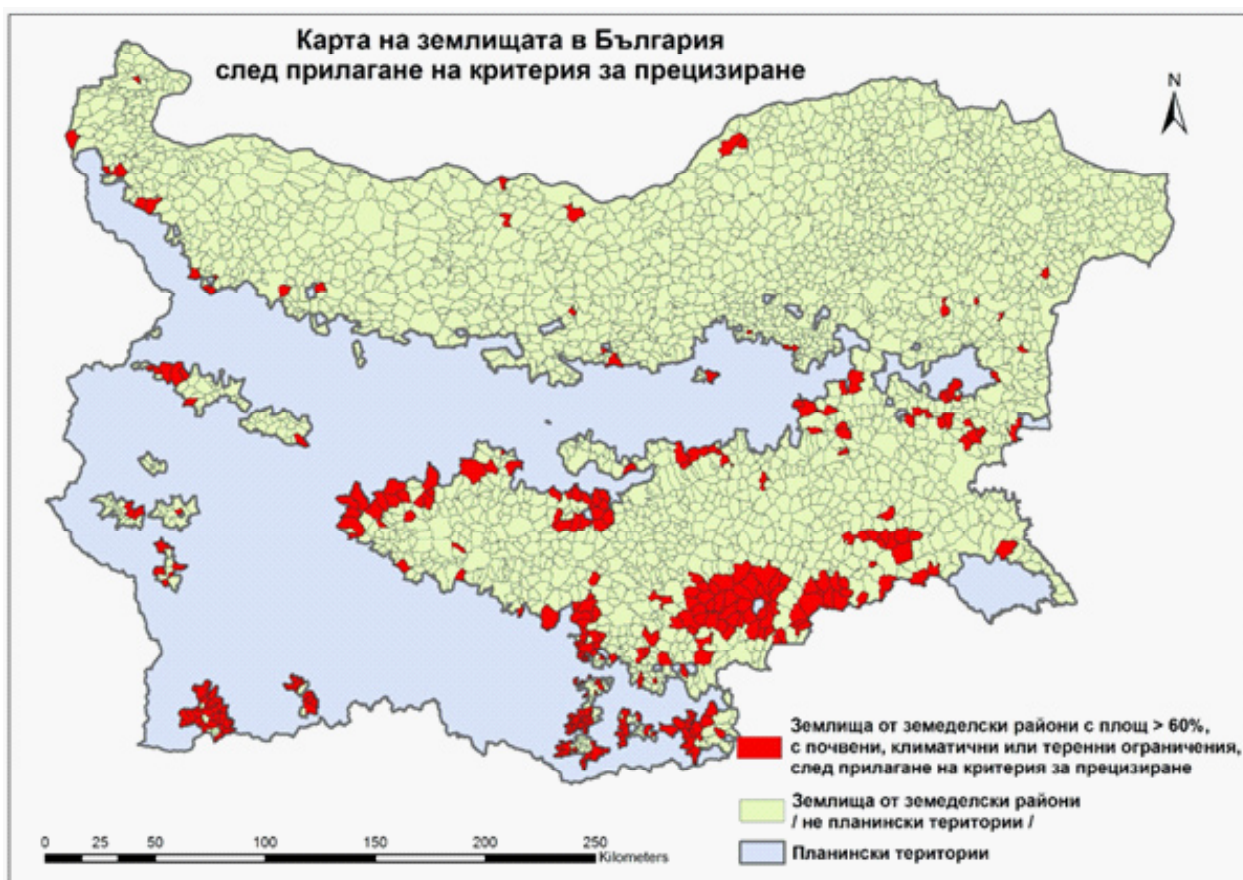 Карта на землищата в България
след прилагане на критерия за прецизиране
N
Землища от земеделски райони с площ > 60%,
с почвени, климатични или теренни ограничения,
след прилагане на критерия за прецизиране
Землища от земеделски райони
/ не планински територии /
Планински територии
0 25 50 100 150 200 250
Kilometers